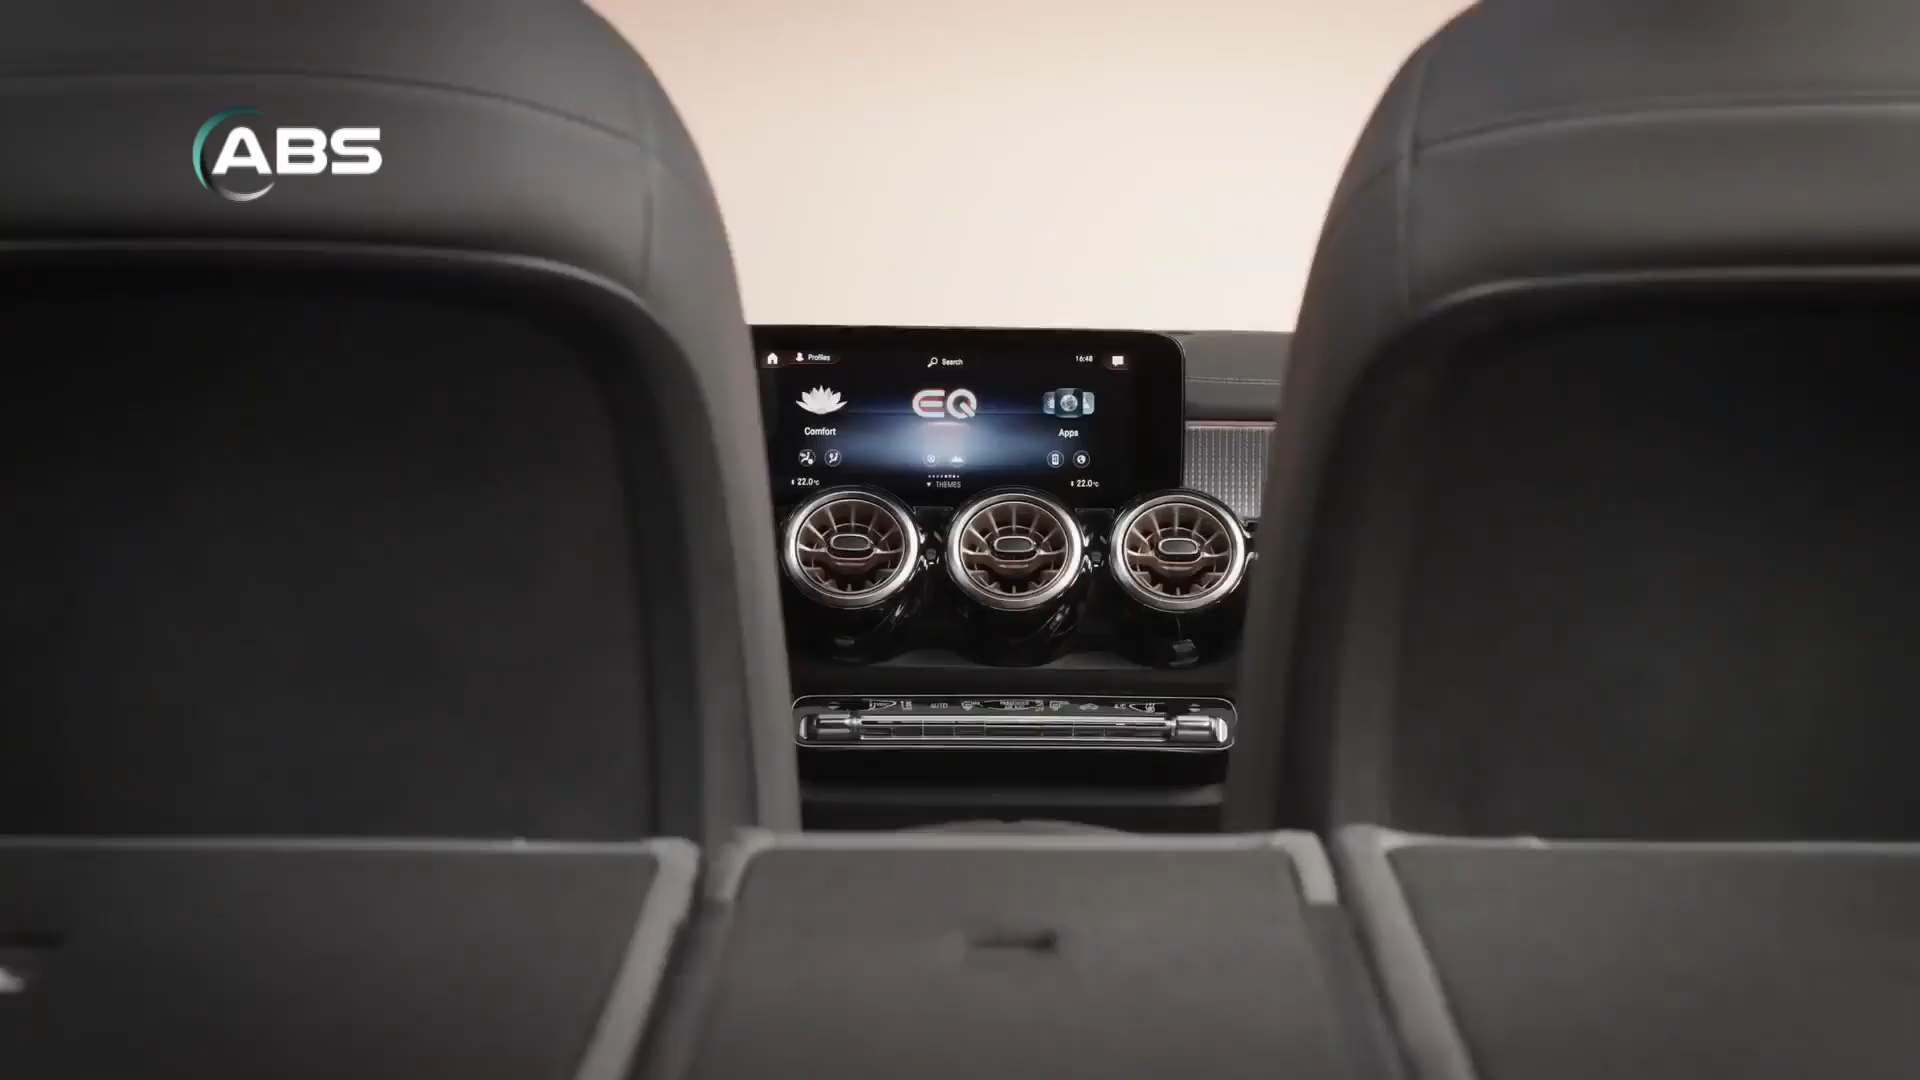 ABS
Profiles
Search
16:48
EQ
Comfort
Apps
22.0°C
THEMES
22.0°C
AUTO
A/C